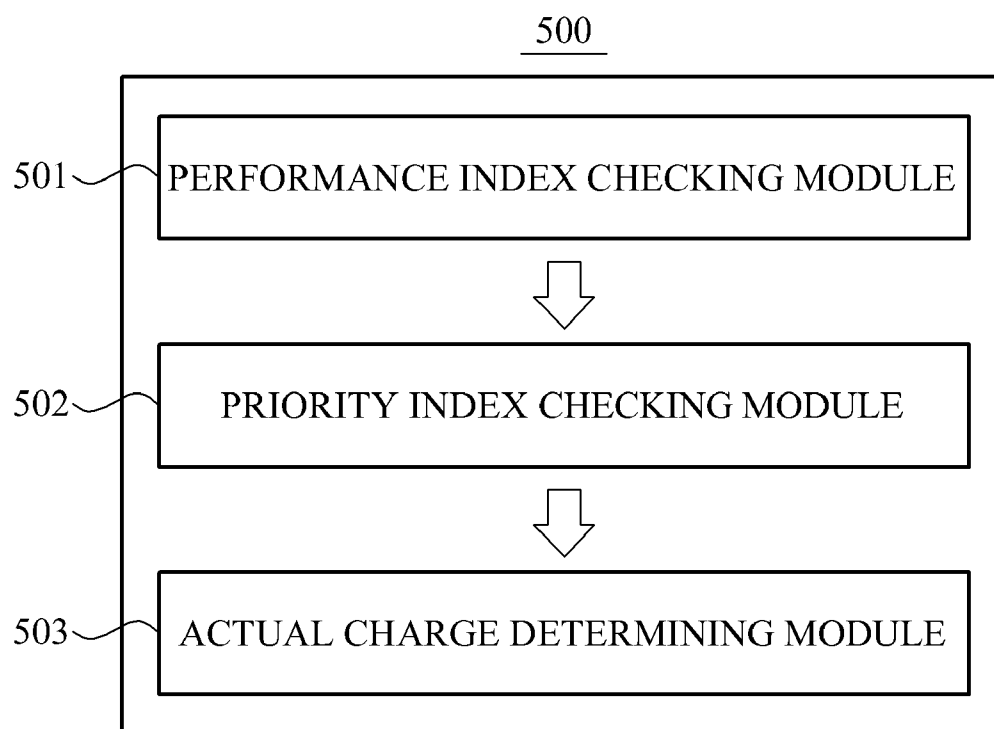 500
501
PERFORMANCE INDEX CHECKING MODULE
502
PRIORITY INDEX CHECKING MODULE
503
ACTUAL CHARGE DETERMINING MODULE